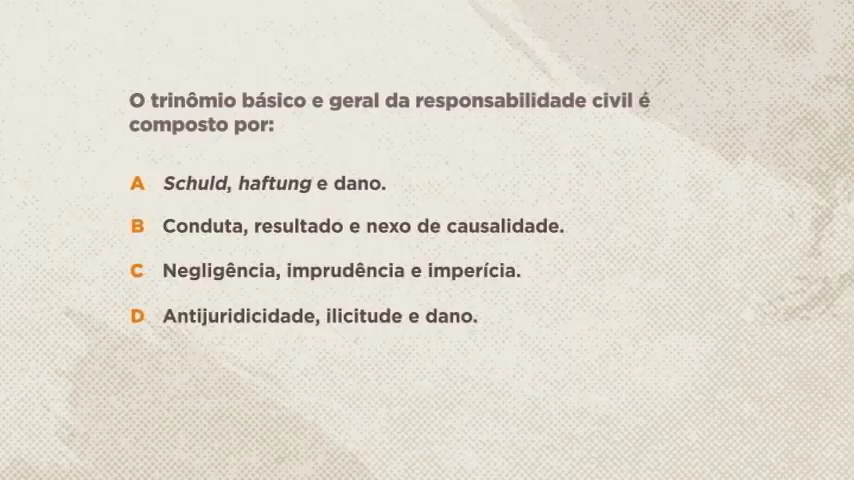 O trinômio básico e geral da responsabilidade civil é
composto por:
A Schuld, haftung e dano.
B Conduta, resultado e nexo de causalidade.
C Negligência, imprudência e imperícia.
D Antijuridicidade, ilicitude e dano.